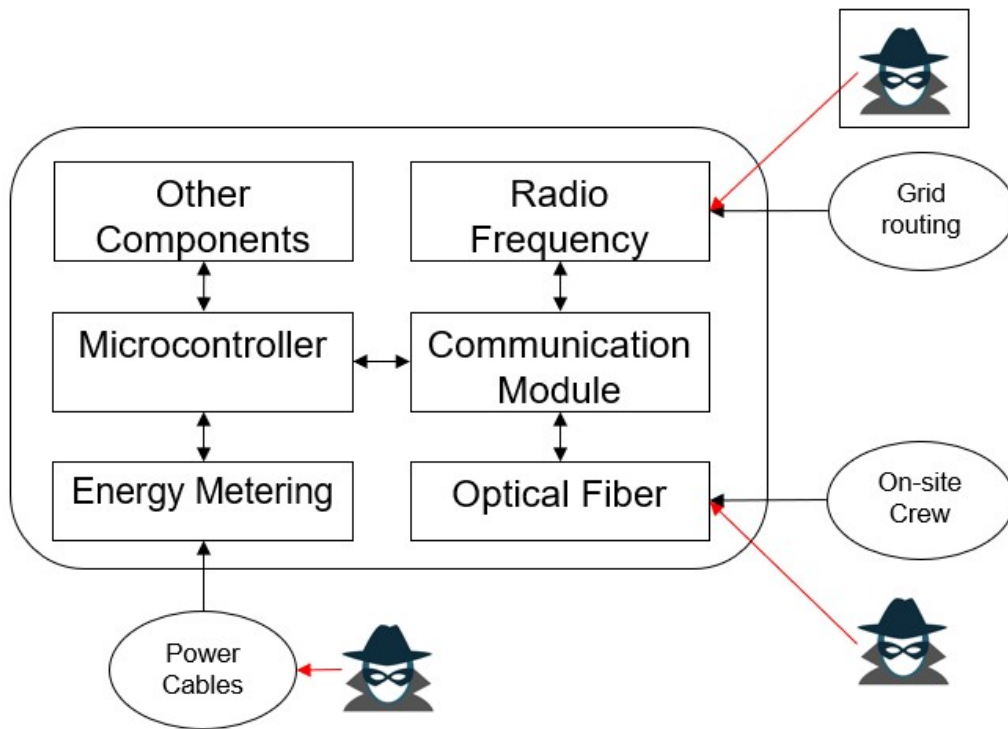 Other
Components
Radio
Frequency
Grid
routing
Microcontroller
Communication
Module
Energy Metering
Optical Fiber
On-site
Crew
Power
Cables